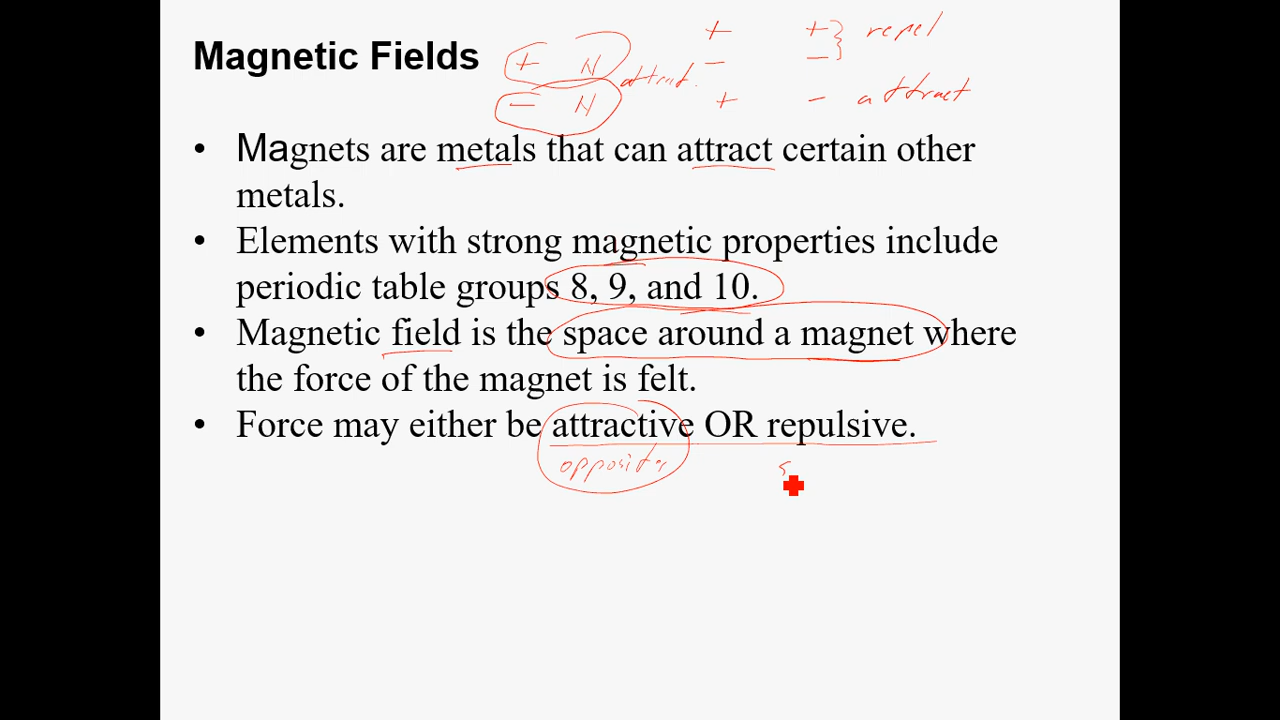 + + } repel
Magnetic Fields
+ N - -
attract.
- N + - attract
• Magnets are metals that can attract certain other
metals.
• Elements with strong magnetic properties include
periodic table groups 8, 9, and 10.
• Magnetic field is the space around a magnet where
the force of the magnet is felt.
• Force may either be attractive OR repulsive.
opposites s